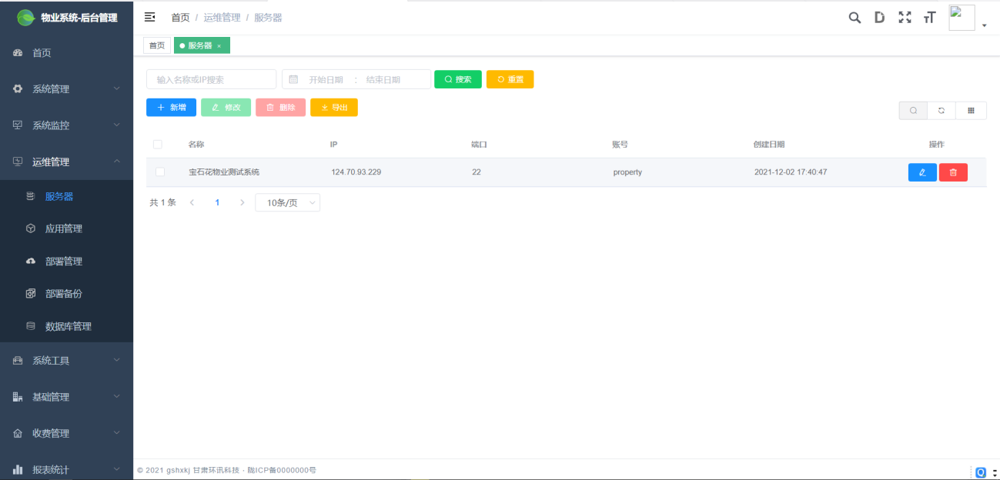 物业系统-后台管理
首页 / 运维管理 / 服务器
首页
服务器 ×
首页
系统管理
系统监控
运维管理
服务器
应用管理
部署管理
部署备份
数据库管理
系统工具
基础管理
收费管理
报表统计
输入名称或IP搜索
开始日期 : 结束日期
搜索
重置
新增
修改
删除
导出
名称 IP 端口 账号 创建日期 操作
宝石花物业测试系统 124.70.93.229 22 property 2021-12-02 17:40:47
共 1 条 1 10条/页
© 2021 gshxkj 甘肃环讯科技 · 陇ICP备0000000号